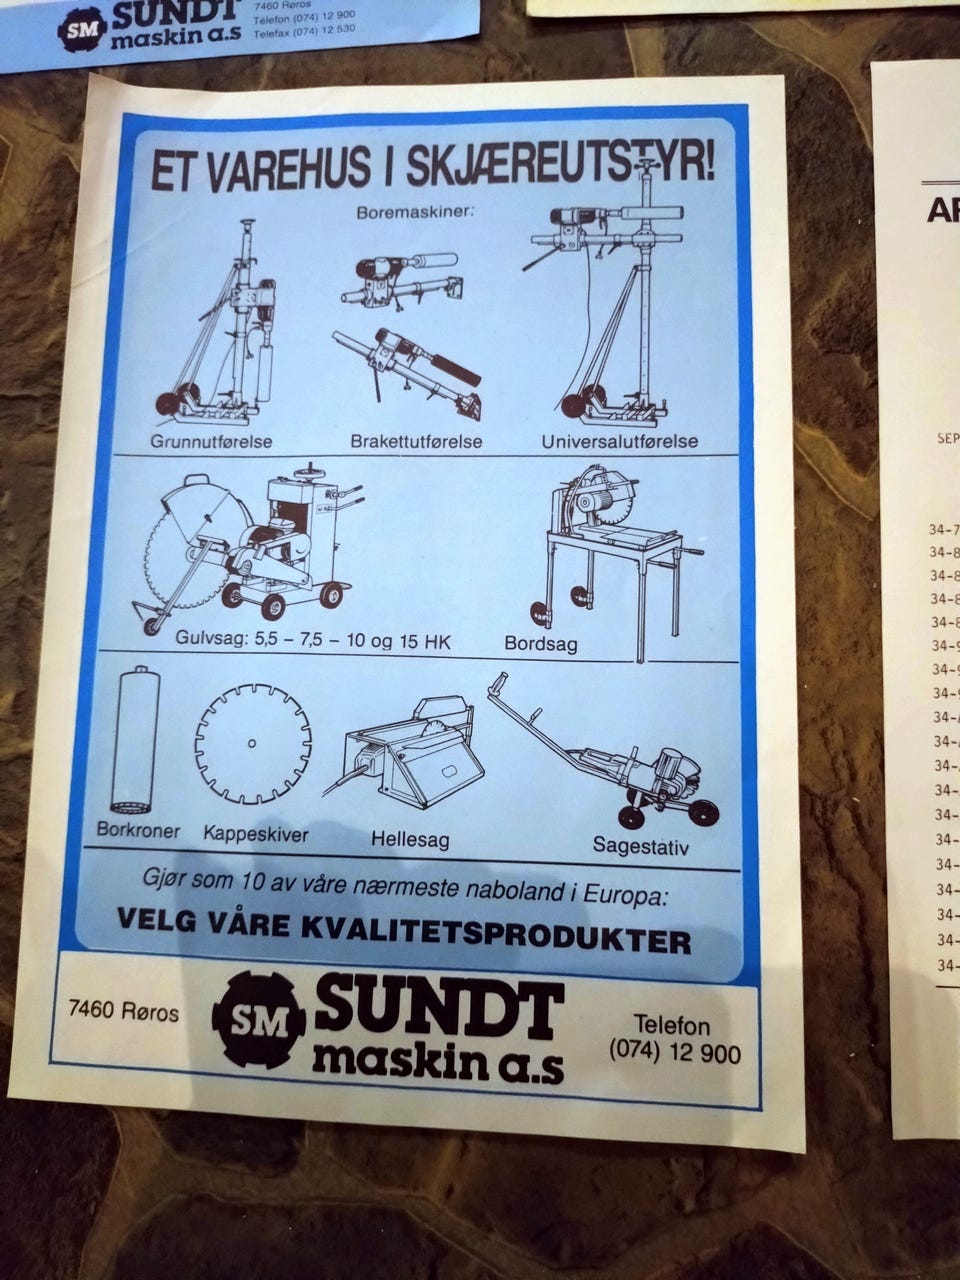 SM
SUNDT
maskin a.s
7460 Røros
Telefon (074) 12 900
Telefax (074) 12 530
ET VAREHUS I SKJÆREUTSTYR!
Boremaskiner:
Grunnutførelse
Brakettutførelse
Universalutførelse
Gulvsag: 5,5 – 7,5 – 10 og 15 HK
Bordsag
Borkroner
Kappeskiver
Hellesag
Sagestativ
Gjør som 10 av våre nærmeste naboland i Europa:
VELG VÅRE KVALITETSPRODUKTER
7460 Røros
SM
SUNDT
maskin a.s
Telefon
(074) 12 900